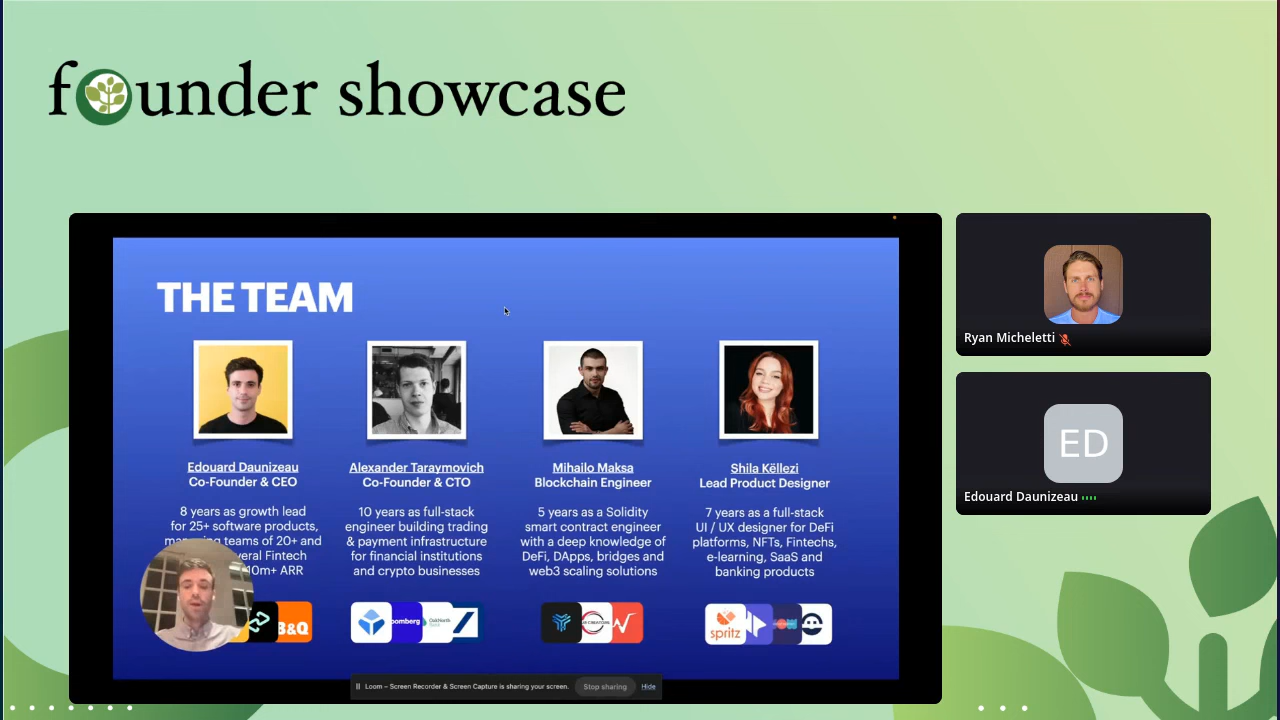 founder showcase
THE TEAM
Edouard Daunizeau
Co-Founder & CEO
8 years as growth lead
for 25+ software products,
teams of 20+ and
Fintech
10m+ ARR
B&Q
Alexander Taraymovich
Co-Founder & CTO
10 years as full-stack
engineer building trading
& payment infrastructure
for financial institutions
and crypto businesses
oomberg
OakNorth
Mihailo Maksa
Blockchain Engineer
5 years as a Solidity
smart contract engineer
with a deep knowledge of
DeFi, DApps, bridges and
web3 scaling solutions
Shila Këllezi
Lead Product Designer
7 years as a full-stack
UI / UX designer for DeFi
platforms, NFTs, Fintechs,
e-learning, SaaS and
banking products
spritz
Loom – Screen Recorder & Screen Capture is sharing your screen.
Stop sharing
Hide
Ryan Micheletti
ED
Edouard Daunizeau